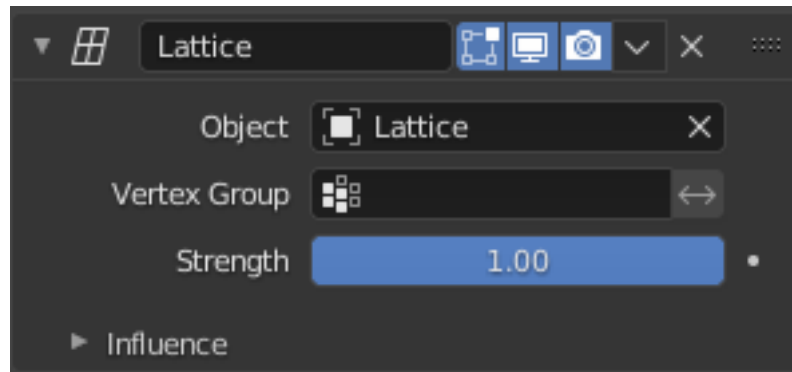 Lattice
Object Lattice
Vertex Group
Strength 1.00
Influence